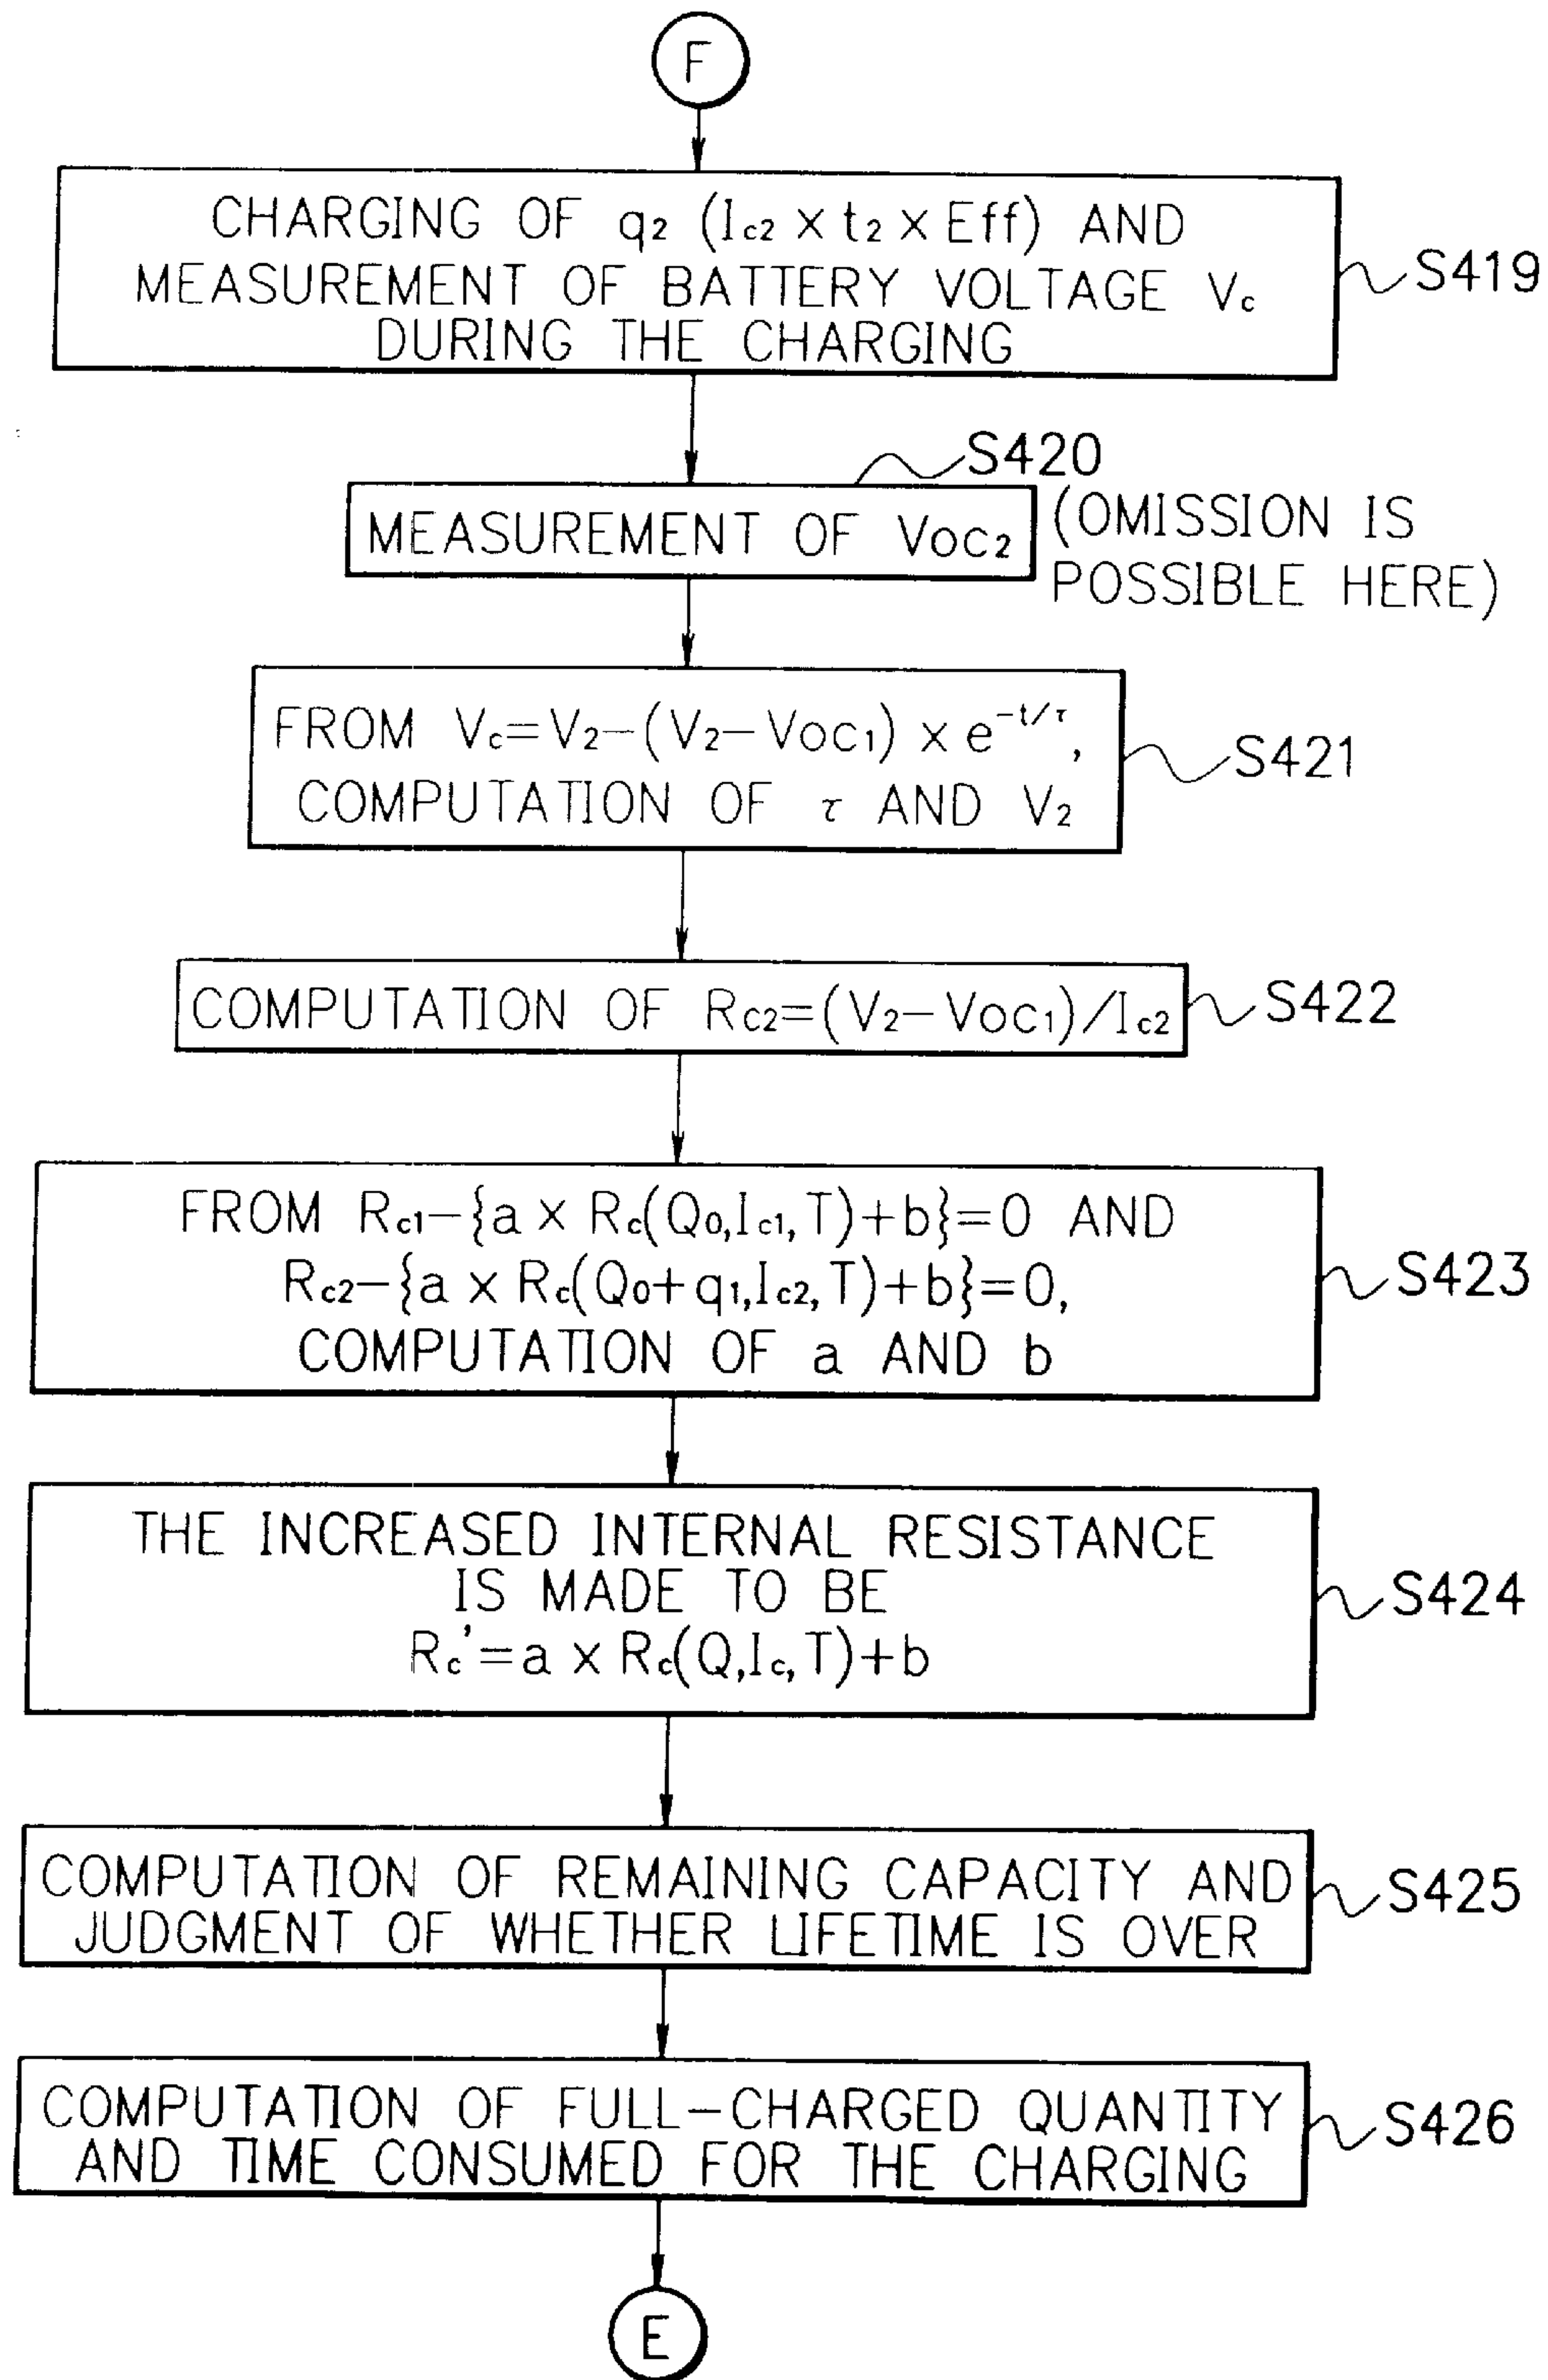 F
CHARGING OF q₂ (I꜀₂ × t₂ × Eff) AND
MEASUREMENT OF BATTERY VOLTAGE V꜀
DURING THE CHARGING
S419
S420
MEASUREMENT OF Voc₂
(OMISSION IS
POSSIBLE HERE)
FROM Vc=V₂−(V₂−Voc₁) × e^{−t/τ},
COMPUTATION OF τ AND V₂
S421
COMPUTATION OF Rc₂=(V₂−Voc₁)/Ic₂
S422
FROM Rc₁−{a × Rc(Q₀,Ic₁,T)+b}=0 AND
Rc₂−{a × Rc(Q₀+q₁,Ic₂,T)+b}=0,
COMPUTATION OF a AND b
S423
THE INCREASED INTERNAL RESISTANCE
IS MADE TO BE
Rc'=a × Rc(Q,Ic,T)+b
S424
COMPUTATION OF REMAINING CAPACITY AND
JUDGMENT OF WHETHER LIFETIME IS OVER
S425
COMPUTATION OF FULL-CHARGED QUANTITY
AND TIME CONSUMED FOR THE CHARGING
S426
E